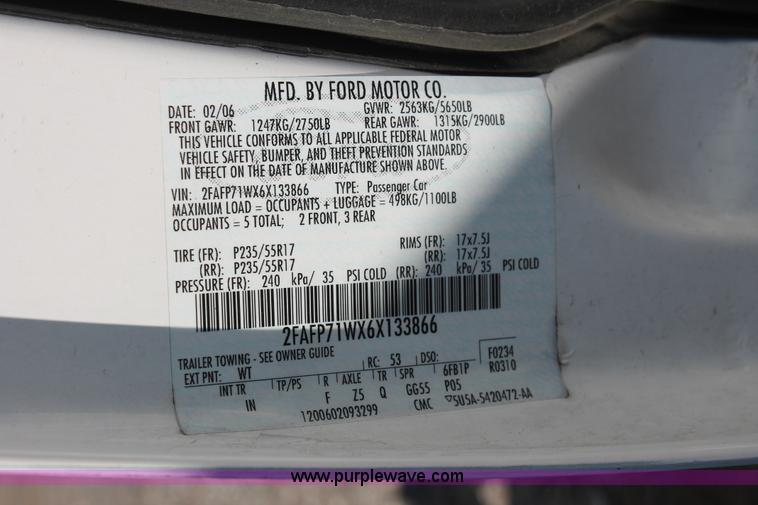 MFD. BY FORD MOTOR CO.
DATE: 02/06 GVWR: 2563KG/5650LB
FRONT GAWR: 1247KG/2750LB REAR GAWR: 1315KG/2900LB
THIS VEHICLE CONFORMS TO ALL APPLICABLE FEDERAL MOTOR
VEHICLE SAFETY, BUMPER, AND THEFT PREVENTION STANDARDS
IN EFFECT ON THE DATE OF MANUFACTURE SHOWN ABOVE.
VIN: 2FAFP71WX6X133866 TYPE: Passenger Car
MAXIMUM LOAD = OCCUPANTS + LUGGAGE = 498KG/1100LB
OCCUPANTS = 5 TOTAL; 2 FRONT, 3 REAR
TIRE (FR): P235/55R17 RIMS (FR): 17x7.5J
(RR): P235/55R17 (RR): 17x7.5J
PRESSURE (FR): 240 kPa/ 35 PSI COLD (RR): 240 kPa/ 35 PSI COLD
2FAFP71WX6X133866
TRAILER TOWING - SEE OWNER GUIDE
EXT PNT: WT RC: 53 DSO: F0234
INT TR TP/PS R AXLE TR SPR 6FB1P R0310
IN F Z5 Q GG55 P05
1200602093299 CMC 5U5A-5420472-AA
www.purplewave.com